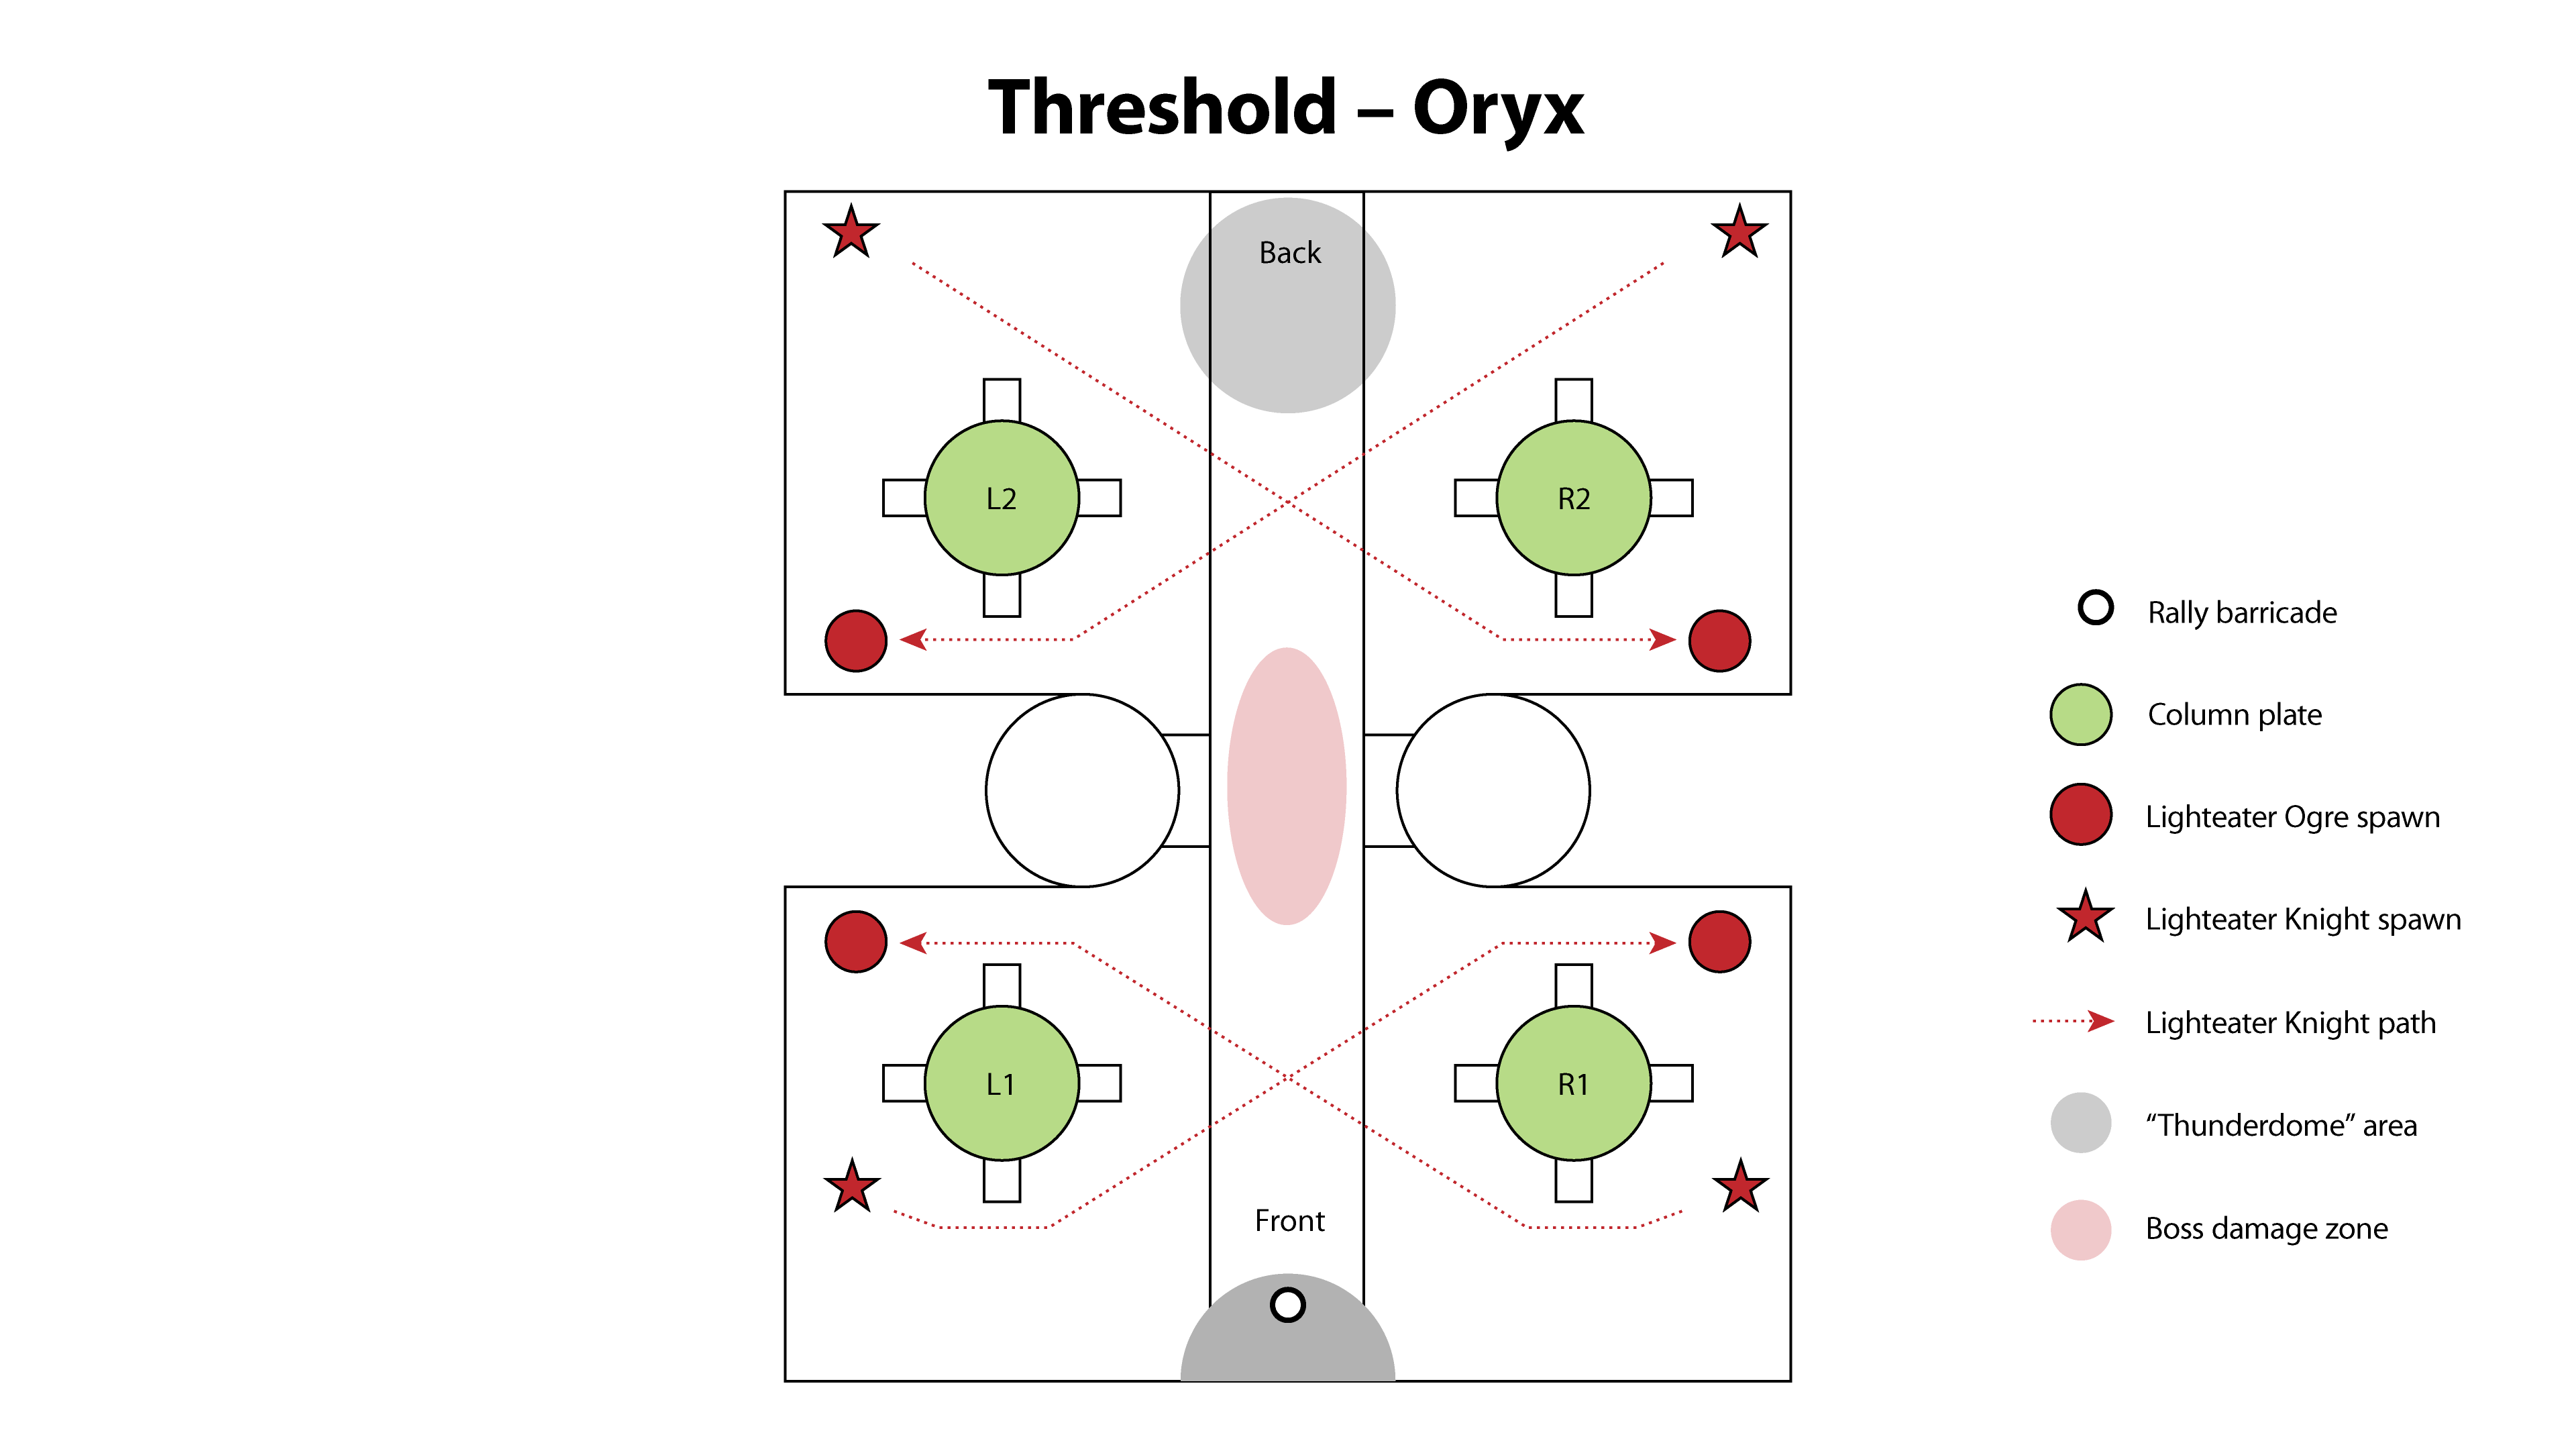 Threshold – Oryx
Back
L2
R2
L1
R1
Front
Rally barricade
Column plate
Lighteater Ogre spawn
Lighteater Knight spawn
Lighteater Knight path
“Thunderdome” area
Boss damage zone